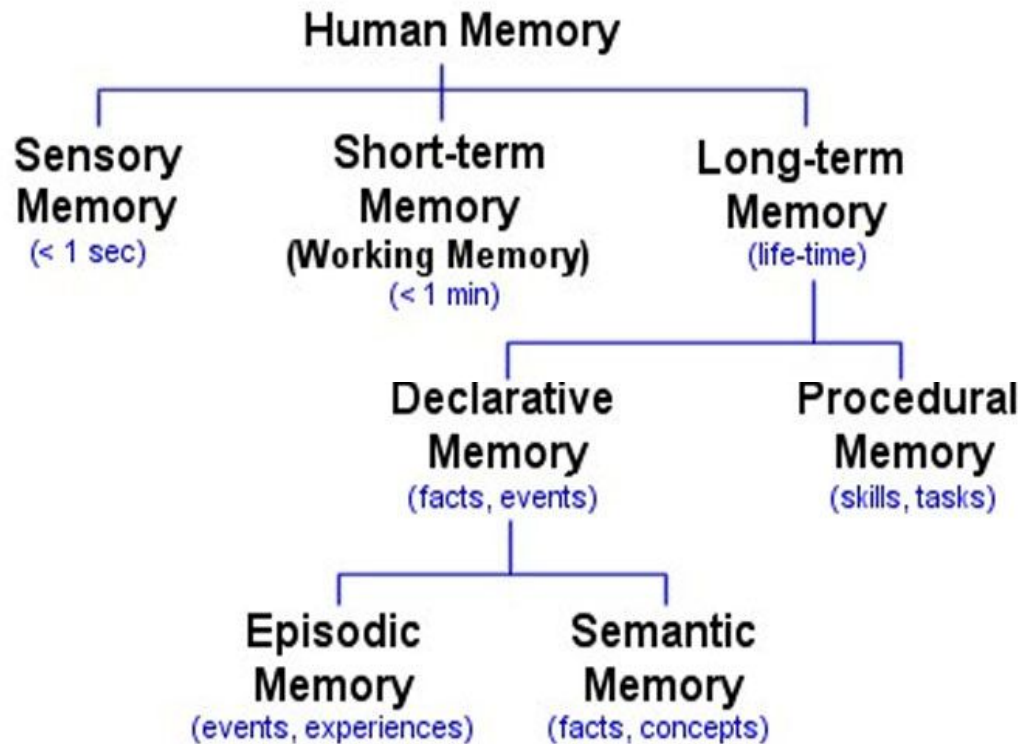 Human Memory
Sensory
Memory
(< 1 sec)
Short-term
Memory
(Working Memory)
(< 1 min)
Long-term
Memory
(life-time)
Declarative
Memory
(facts, events)
Procedural
Memory
(skills, tasks)
Episodic
Memory
(events, experiences)
Semantic
Memory
(facts, concepts)